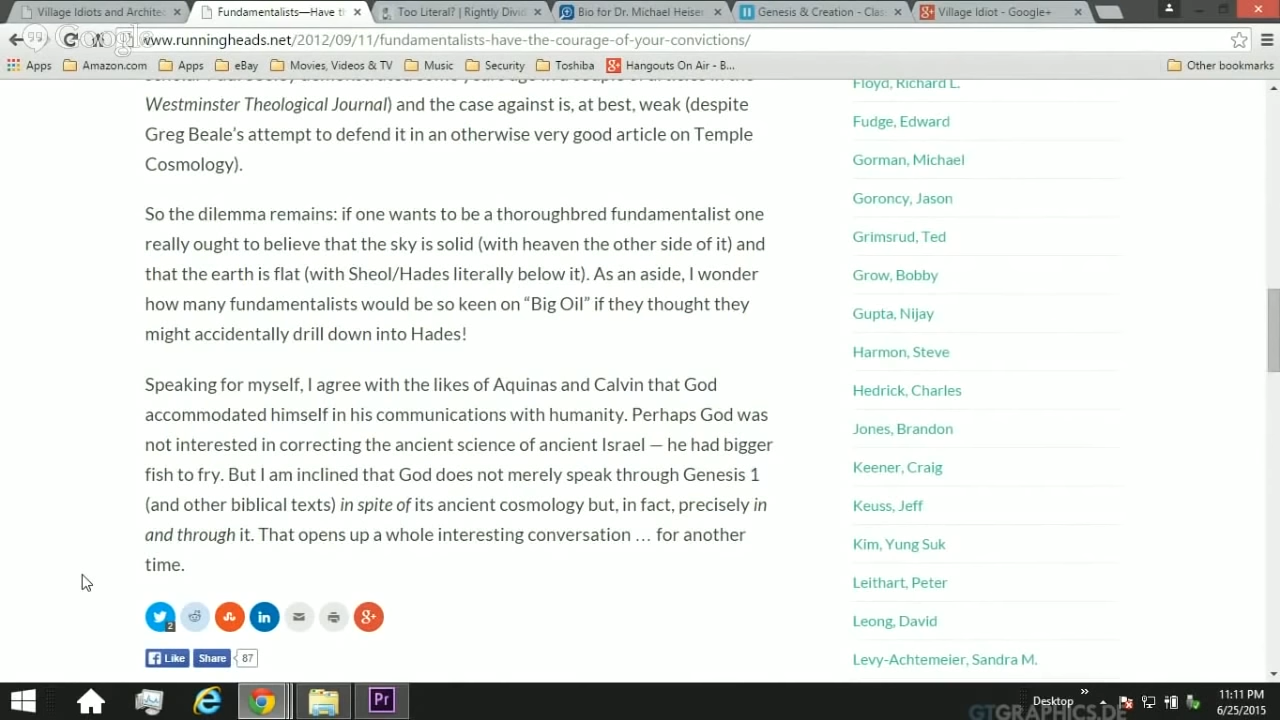 Village Idiots and Architec
Fundamentalists—Have th
Too Literal? | Rightly Divid
Bio for Dr. Michael Heiser
Genesis & Creation - Clas
Village Idiot - Google+
Google
www.runningheads.net/2012/09/11/fundamentalists-have-the-courage-of-your-convictions/
Apps Amazon.com Apps eBay Movies, Videos & TV Music Security Toshiba Hangouts On Air - B... Other bookmarks
Westminster Theological Journal) and the case against is, at best, weak (despite
Greg Beale's attempt to defend it in an otherwise very good article on Temple
Cosmology).
So the dilemma remains: if one wants to be a thoroughbred fundamentalist one
really ought to believe that the sky is solid (with heaven the other side of it) and
that the earth is flat (with Sheol/Hades literally below it). As an aside, I wonder
how many fundamentalists would be so keen on “Big Oil” if they thought they
might accidentally drill down into Hades!
Speaking for myself, I agree with the likes of Aquinas and Calvin that God
accommodated himself in his communications with humanity. Perhaps God was
not interested in correcting the ancient science of ancient Israel — he had bigger
fish to fry. But I am inclined that God does not merely speak through Genesis 1
(and other biblical texts) in spite of its ancient cosmology but, in fact, precisely in
and through it. That opens up a whole interesting conversation … for another
time.
2
Like Share 87
Floyd, Richard L.
Fudge, Edward
Gorman, Michael
Goroncy, Jason
Grimsrud, Ted
Grow, Bobby
Gupta, Nijay
Harmon, Steve
Hedrick, Charles
Jones, Brandon
Keener, Craig
Keuss, Jeff
Kim, Yung Suk
Leithart, Peter
Leong, David
Levy-Achtemeier, Sandra M.
Pr
Desktop
11:11 PM
6/25/2015
GTGRAPHICS.DE